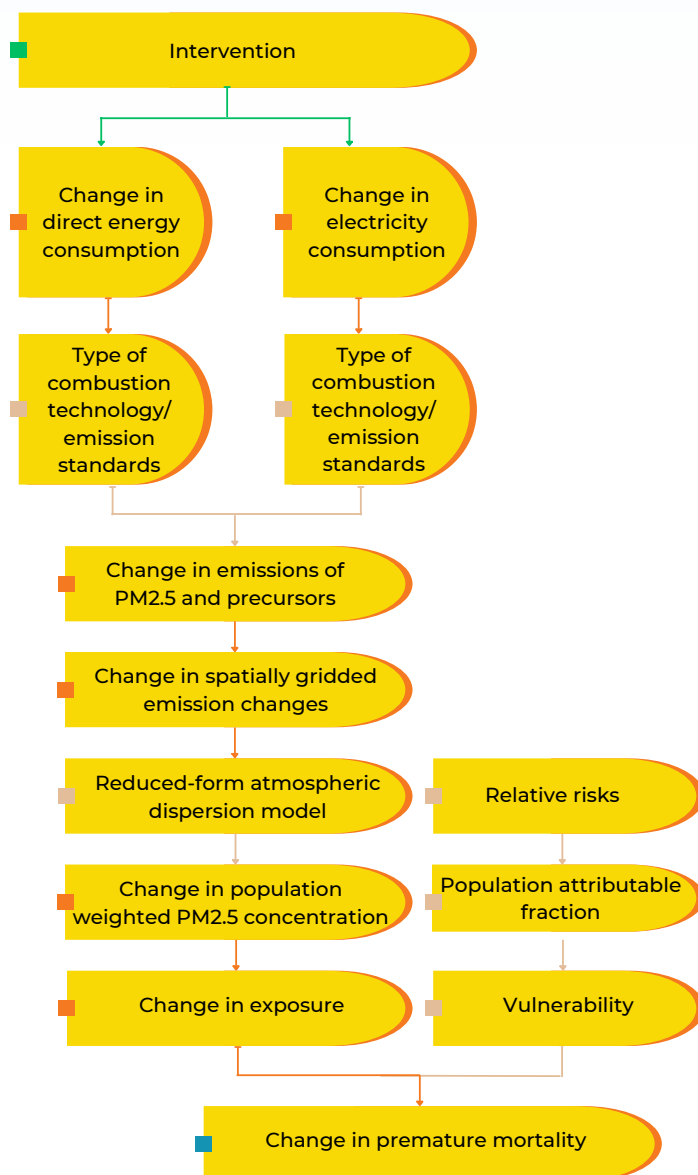 Intervention
Change in
direct energy
consumption
Change in
electricity
consumption
Type of
combustion
technology/
emission
standards
Type of
combustion
technology/
emission
standards
Change in emissions of
PM2.5 and precursors
Change in spatially gridded
emission changes
Reduced-form atmospheric
dispersion model
Relative risks
Change in population
weighted PM2.5 concentration
Population attributable
fraction
Change in exposure
Vulnerability
Change in premature mortality